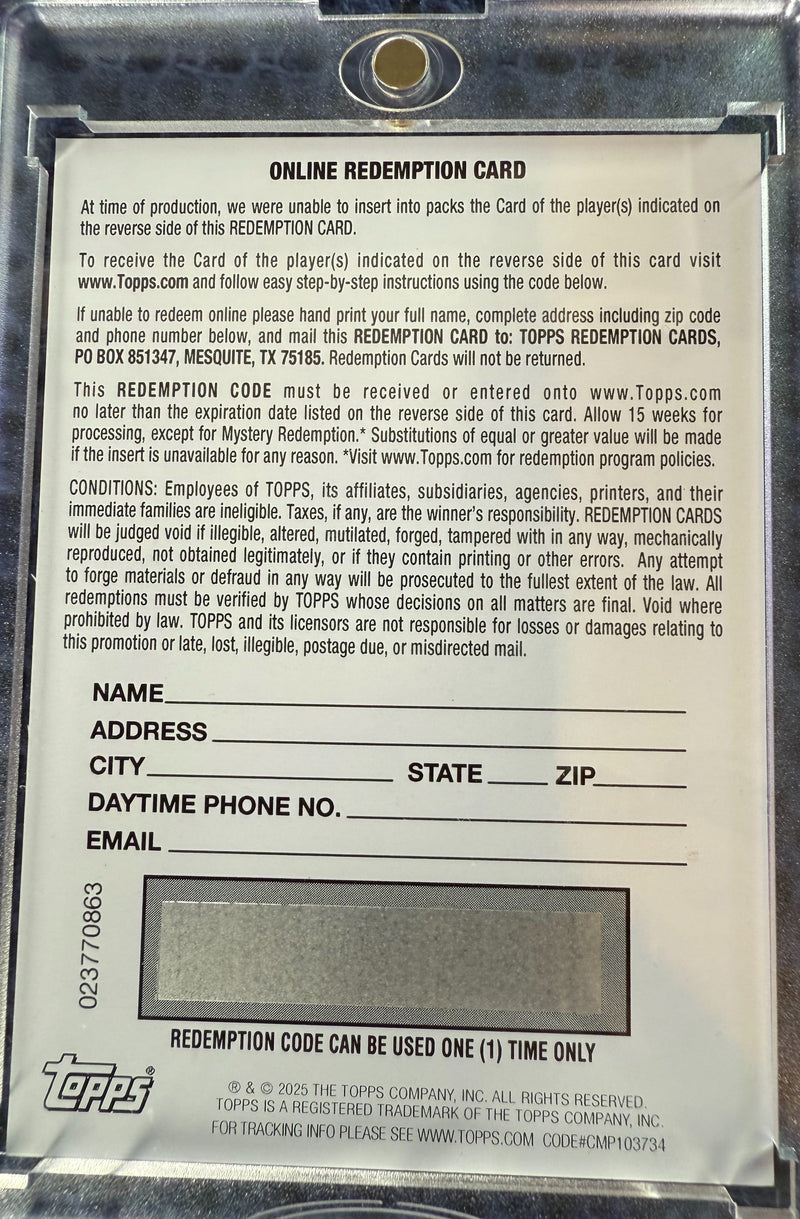 ONLINE REDEMPTION CARD
At time of production, we were unable to insert into packs the Card of the player(s) indicated on
the reverse side of this REDEMPTION CARD.
To receive the Card of the player(s) indicated on the reverse side of this card visit
www.Topps.com and follow easy step-by-step instructions using the code below.
If unable to redeem online please hand print your full name, complete address including zip code
and phone number below, and mail this REDEMPTION CARD to: TOPPS REDEMPTION CARDS,
PO BOX 851347, MESQUITE, TX 75185. Redemption Cards will not be returned.
This REDEMPTION CODE must be received or entered onto www.Topps.com
no later than the expiration date listed on the reverse side of this card. Allow 15 weeks for
processing, except for Mystery Redemption.* Substitutions of equal or greater value will be made
if the insert is unavailable for any reason. *Visit www.Topps.com for redemption program policies.
CONDITIONS: Employees of TOPPS, its affiliates, subsidiaries, agencies, printers, and their
immediate families are ineligible. Taxes, if any, are the winner's responsibility. REDEMPTION CARDS
will be judged void if illegible, altered, mutilated, forged, tampered with in any way, mechanically
reproduced, not obtained legitimately, or if they contain printing or other errors. Any attempt
to forge materials or defraud in any way will be prosecuted to the fullest extent of the law. All
redemptions must be verified by TOPPS whose decisions on all matters are final. Void where
prohibited by law. TOPPS and its licensors are not responsible for losses or damages relating to
this promotion or late, lost, illegible, postage due, or misdirected mail.
NAME
ADDRESS
CITY STATE ZIP
DAYTIME PHONE NO.
EMAIL
023770863
REDEMPTION CODE CAN BE USED ONE (1) TIME ONLY
TOPPS®
® & © 2025 THE TOPPS COMPANY, INC. ALL RIGHTS RESERVED.
TOPPS IS A REGISTERED TRADEMARK OF THE TOPPS COMPANY, INC.
FOR TRACKING INFO PLEASE SEE WWW.TOPPS.COM CODE#CMP103734